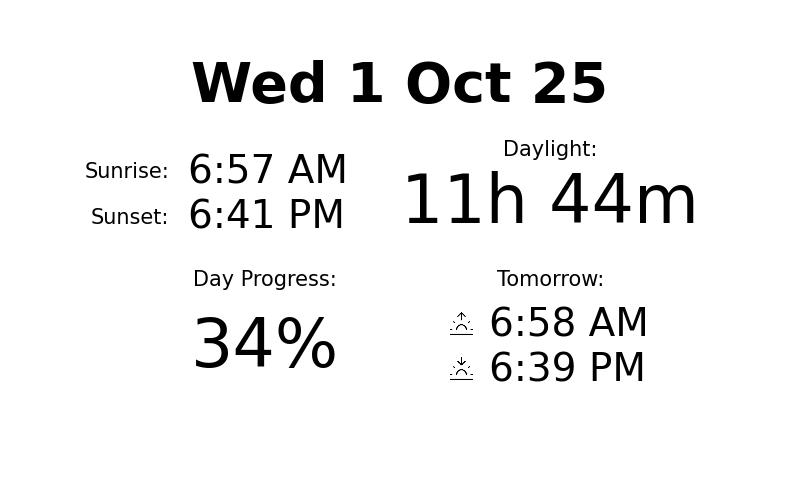 Wed 1 Oct 25
Sunrise: 6:57 AM
Sunset: 6:41 PM
Daylight:
11h 44m
Day Progress:
34%
Tomorrow:
6:58 AM
6:39 PM